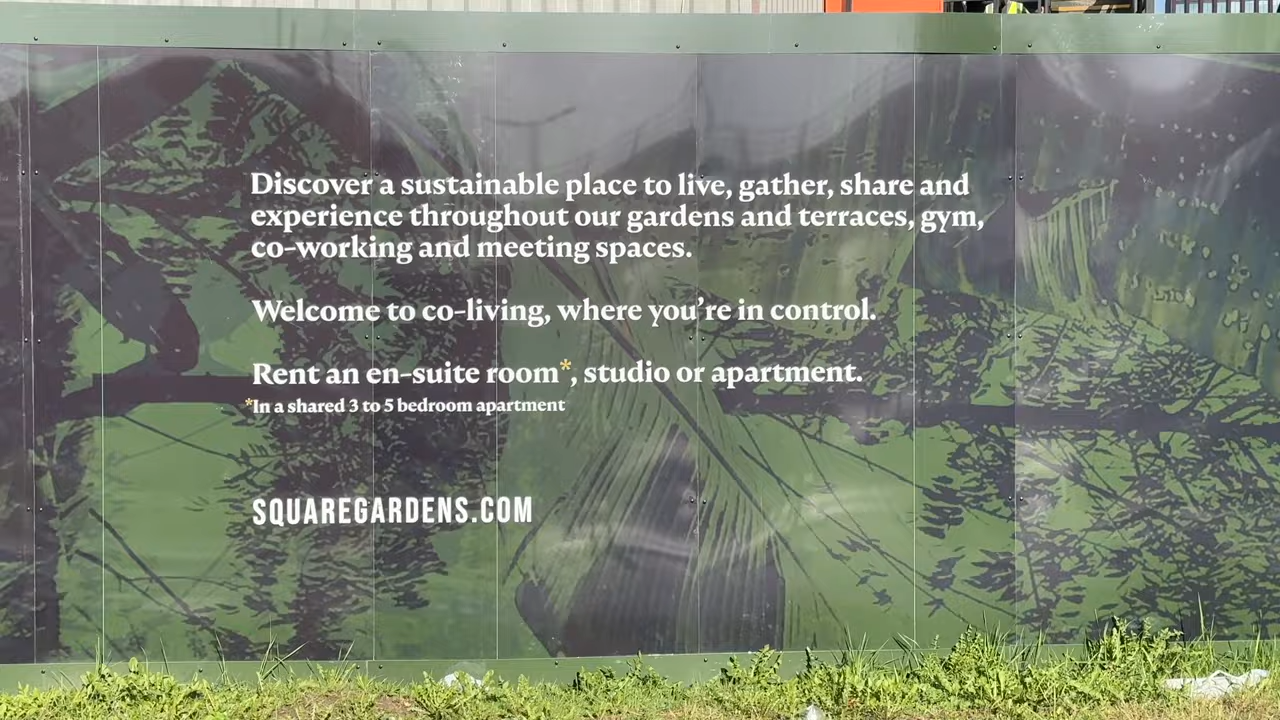 Discover a sustainable place to live, gather, share and
experience throughout our gardens and terraces, gym,
co-working and meeting spaces.
Welcome to co-living, where you're in control.
Rent an en-suite room*, studio or apartment.
*In a shared 3 to 5 bedroom apartment
SQUAREGARDENS.COM